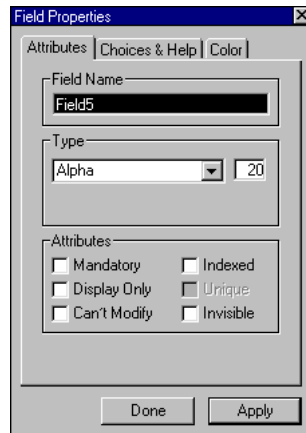 Field Properties
Attributes Choices & Help Color
Field Name
Field5
Type
Alpha 20
Attributes
Mandatory Indexed
Display Only Unique
Can't Modify Invisible
Done Apply